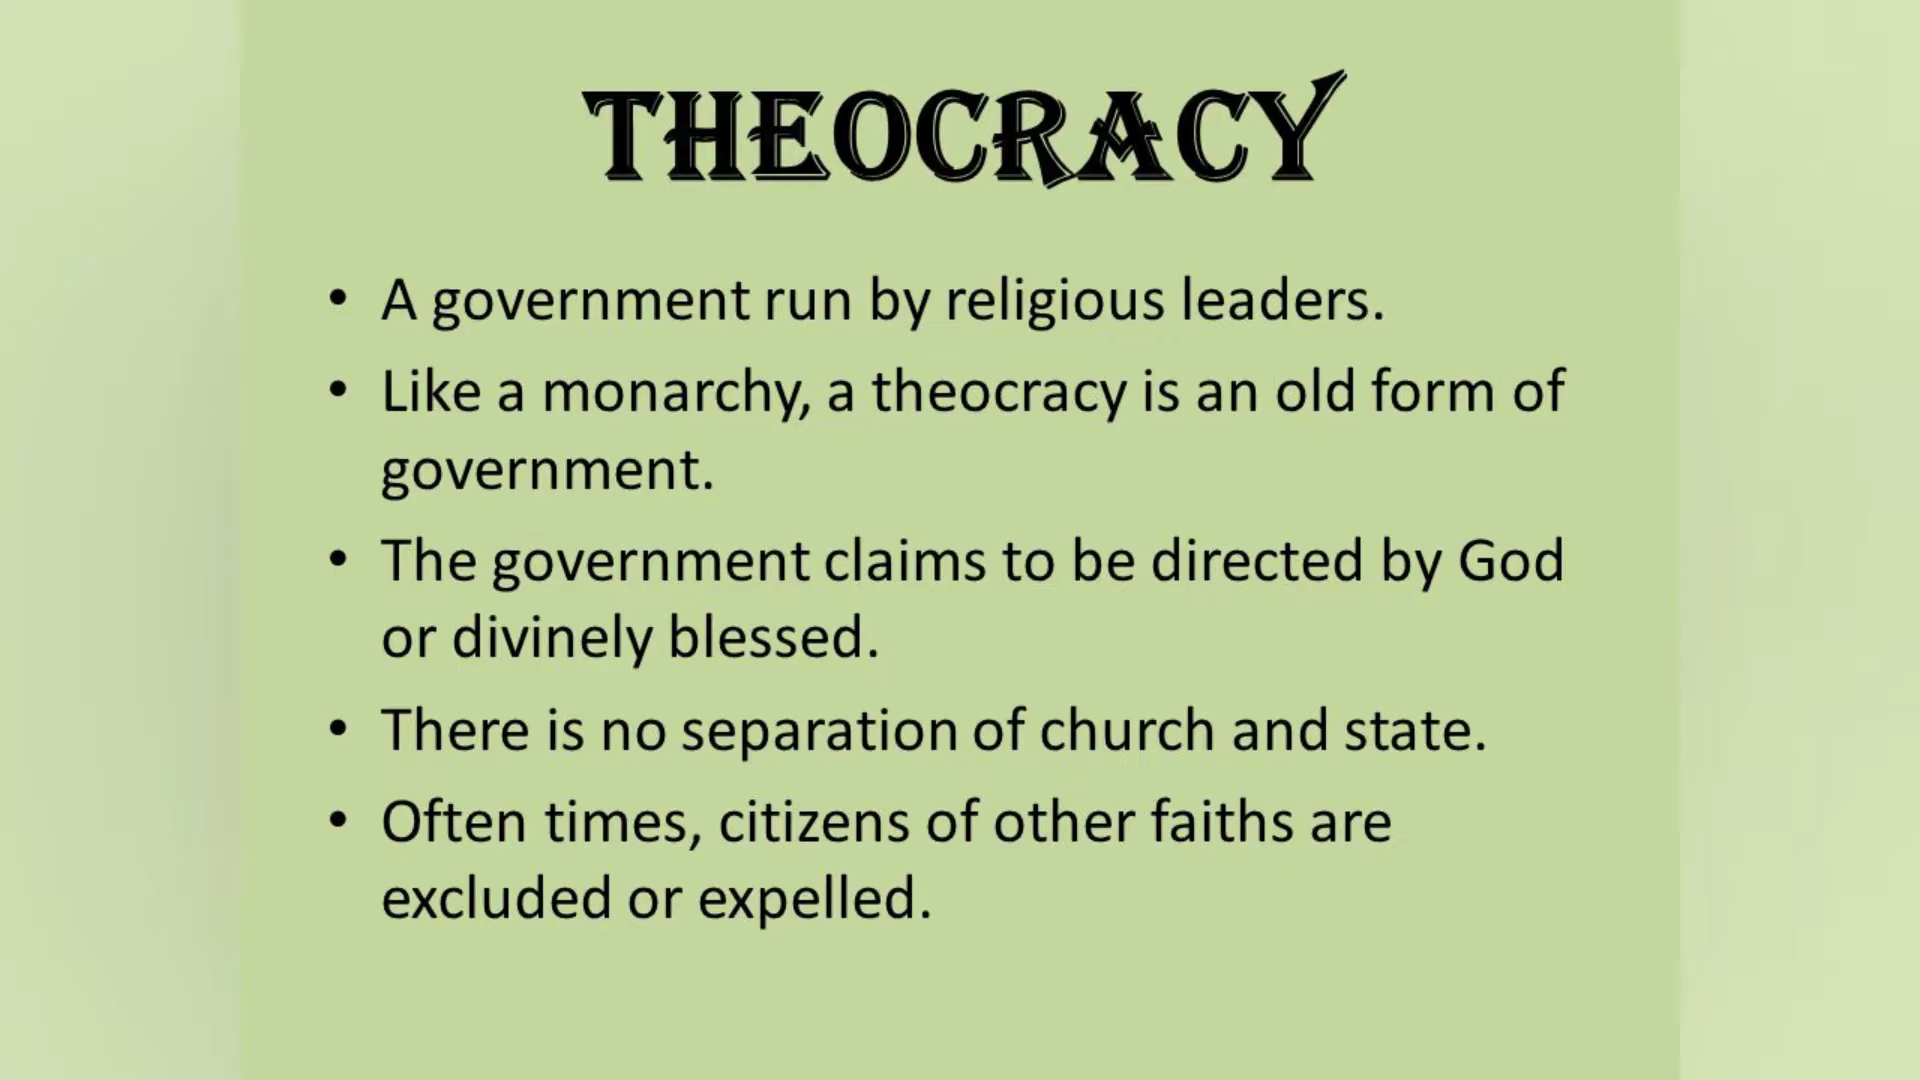 THEOCRACY
• A government run by religious leaders.
• Like a monarchy, a theocracy is an old form of
government.
• The government claims to be directed by God
or divinely blessed.
• There is no separation of church and state.
• Often times, citizens of other faiths are
excluded or expelled.